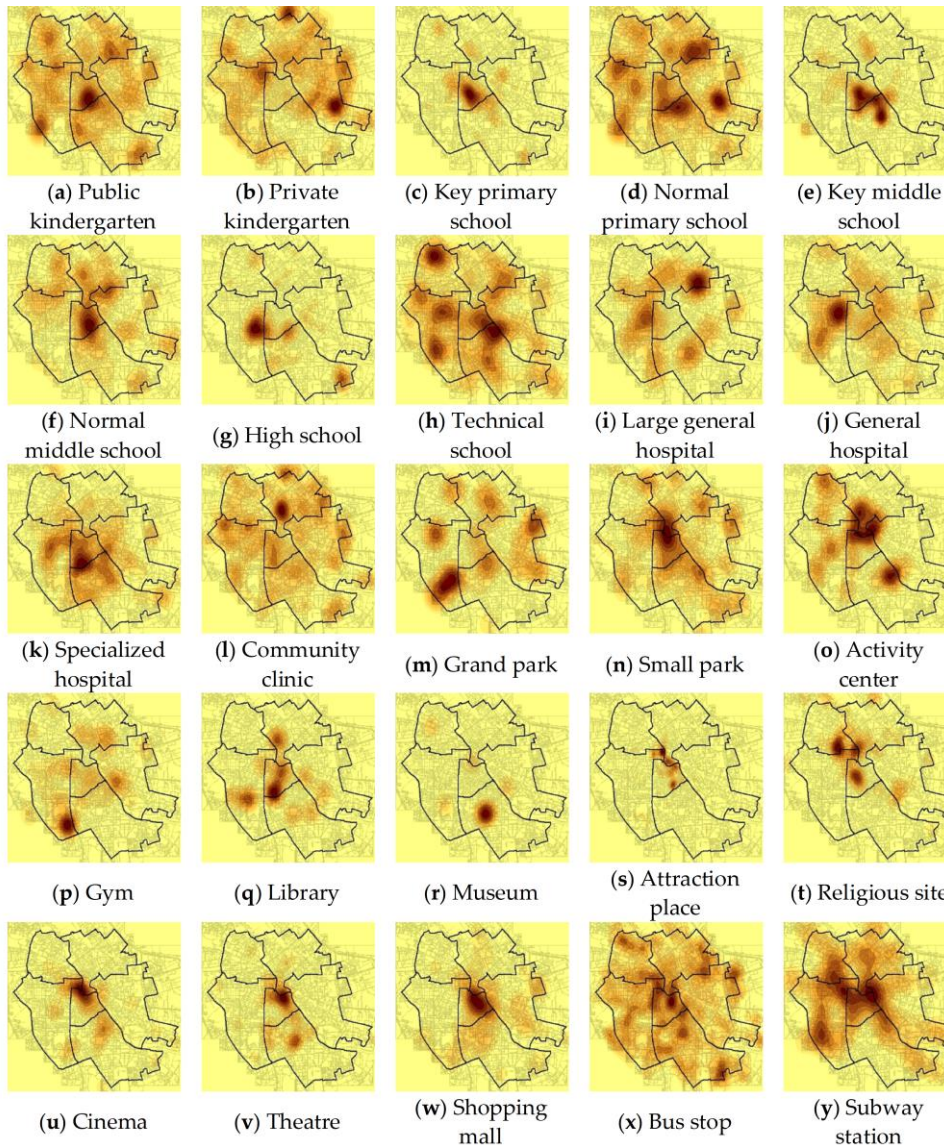 (a) Public
kindergarten
(b) Private
kindergarten
(c) Key primary
school
(d) Normal
primary school
(e) Key middle
school
(f) Normal
middle school
(g) High school
(h) Technical
school
(i) Large general
hospital
(j) General
hospital
(k) Specialized
hospital
(l) Community
clinic
(m) Grand park
(n) Small park
(o) Activity
center
(p) Gym
(q) Library
(r) Museum
(s) Attraction
place
(t) Religious site
(u) Cinema
(v) Theatre
(w) Shopping
mall
(x) Bus stop
(y) Subway
station